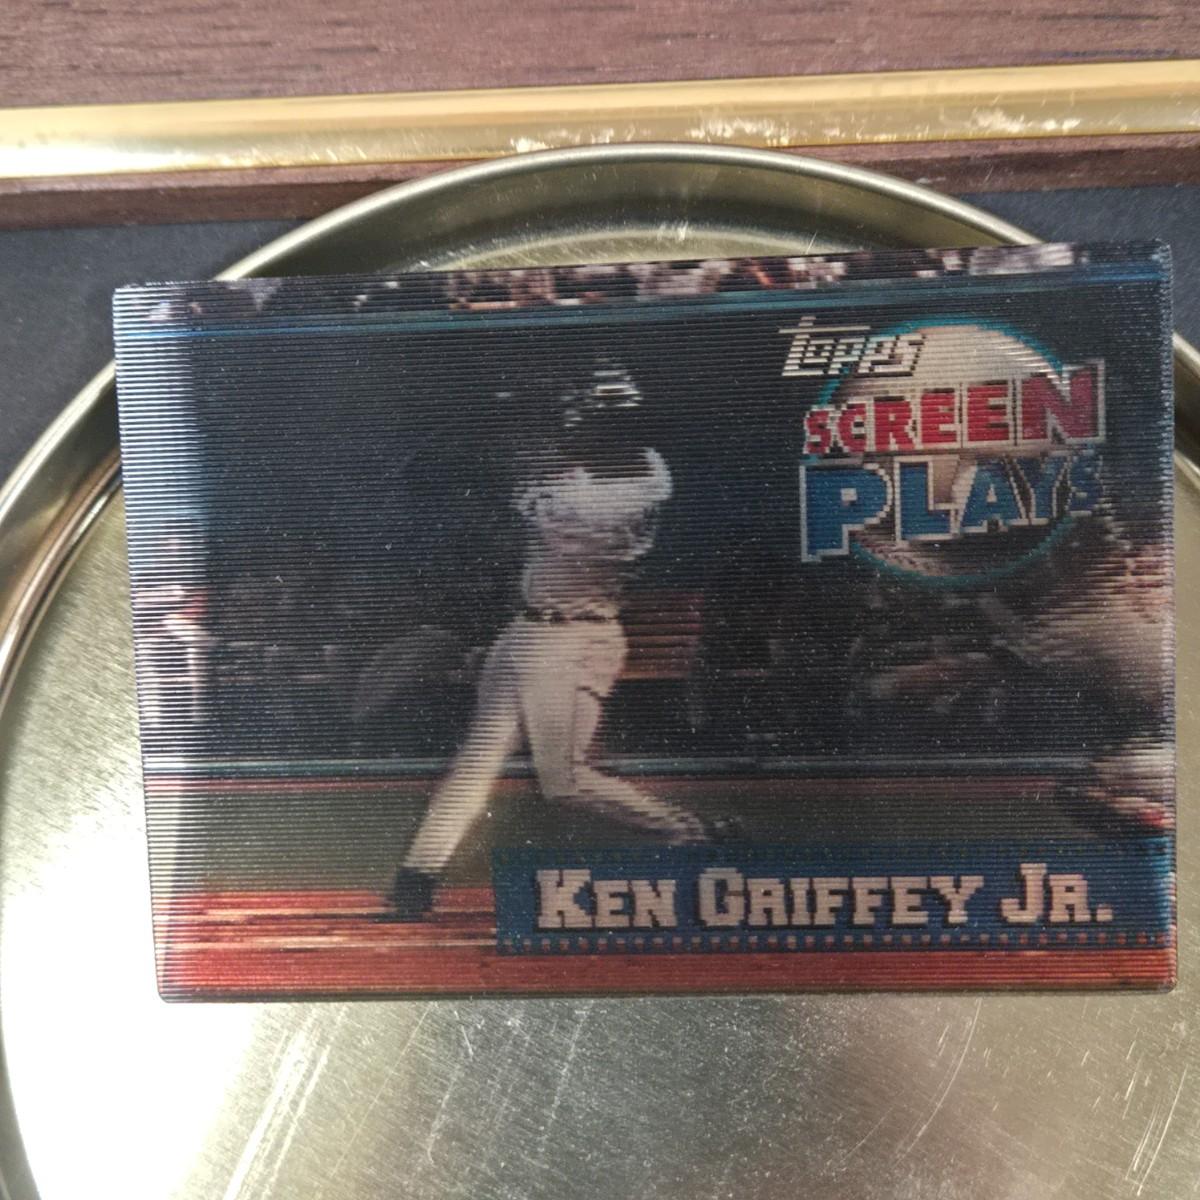 Topps
SCREEN
PLAYS
KEN GRIFFEY JR.